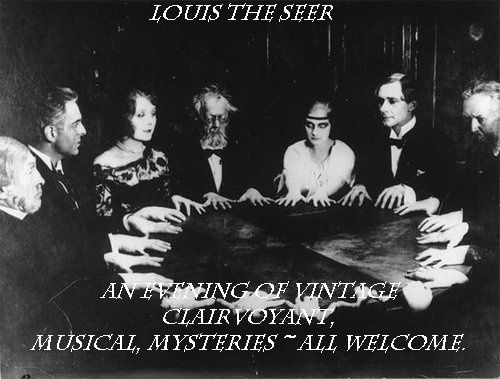 LOUIS THE SEER
AN EVENING OF VINTAGE
CLAIRVOYANT,
MUSICAL, MYSTERIES ~ ALL WELCOME.